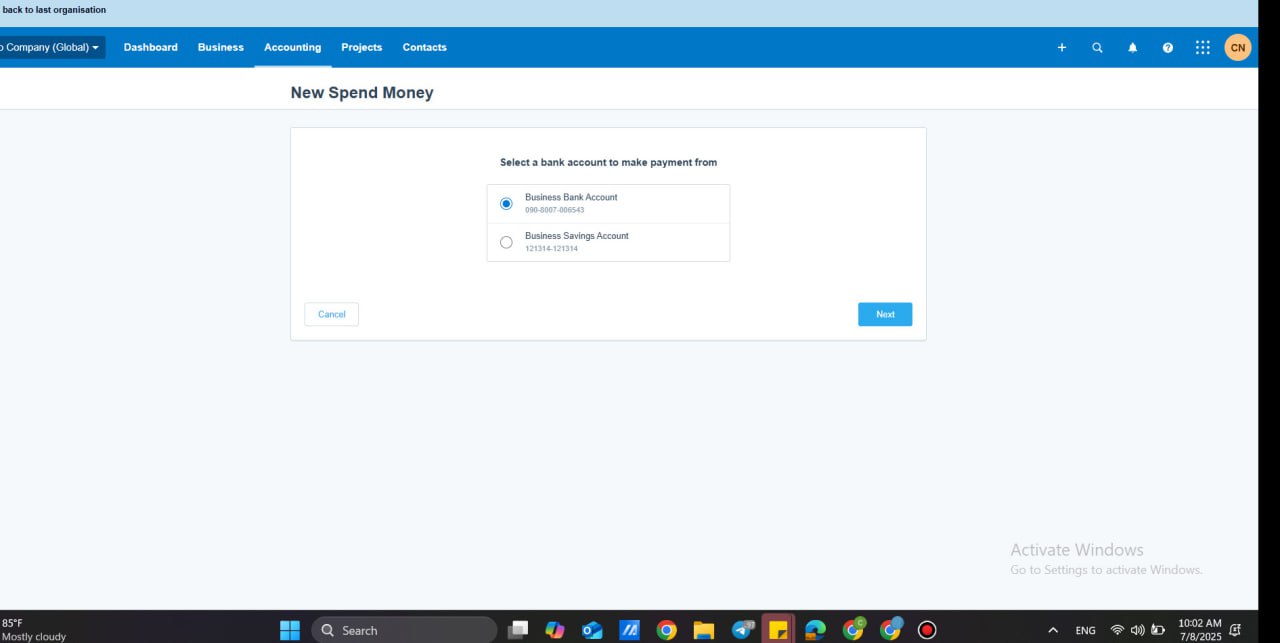 back to last organisation
Company (Global)
Dashboard
Business
Accounting
Projects
Contacts
CN
New Spend Money
Select a bank account to make payment from
Business Bank Account
090-8007-006543
Business Savings Account
121314-121314
Cancel
Next
Activate Windows
Go to Settings to activate Windows.
85°F
Mostly cloudy
Search
97
C
ENG
10:02 AM
7/8/2025